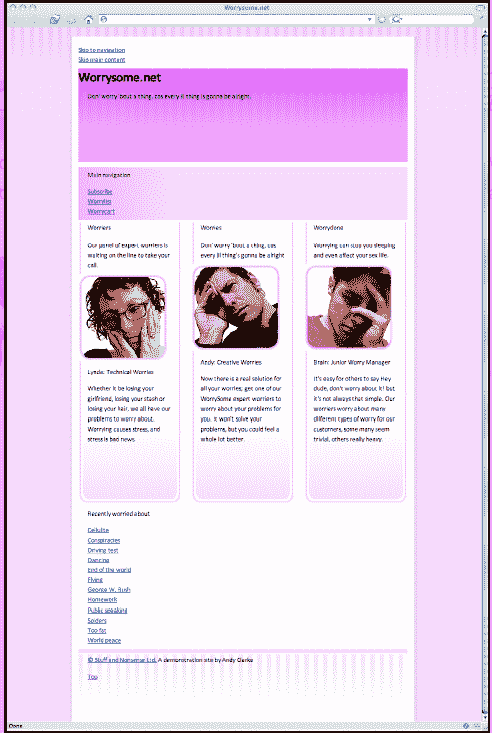 Worrysome.net
Skip to navigation
Skip main content
Worrysome.net
Don' worry 'bout a thing, cos every lil thing's gonna be alright.
Main navigation
Subscribe
Worries
Worrycart
Worriers
Our panel of expert worriers is
waiting on the line to take your
call.
Lynda: Technical Worries
Whether it be losing your
girlfriend, losing your stash or
losing your hair, we all have our
problems to worry about.
Worrying causes stress, and
stress is bad news.
Worries
Don' worry 'bout a thing, cos
every lil thing's gonna be alright
Andy: Creative Worries
Now there is a real solution for
all your worries; get one of our
WorrySome expert worriers to
worry about your problems for
you. It won't solve your
problems, but you could feel a
whole lot better.
Worrydone
Worrying can stop you sleeping
and even affect your sex life.
Brain: Junior Worry Manager
It's easy for others to say Hey
dude, don't worry about it! but
it's not always that simple. Our
worriers worry about many
different types of worry for our
customers, some many seem
trivial, others really heavy.
Recently worried about
Cellulite
Conspiracies
Driving test
Dancing
End of the world
Flying
George W. Bush
Homework
Public speaking
Spiders
Too fat
World peace
© Stuff and Nonsense Ltd. A demonstration site by Andy Clarke
Top
Done